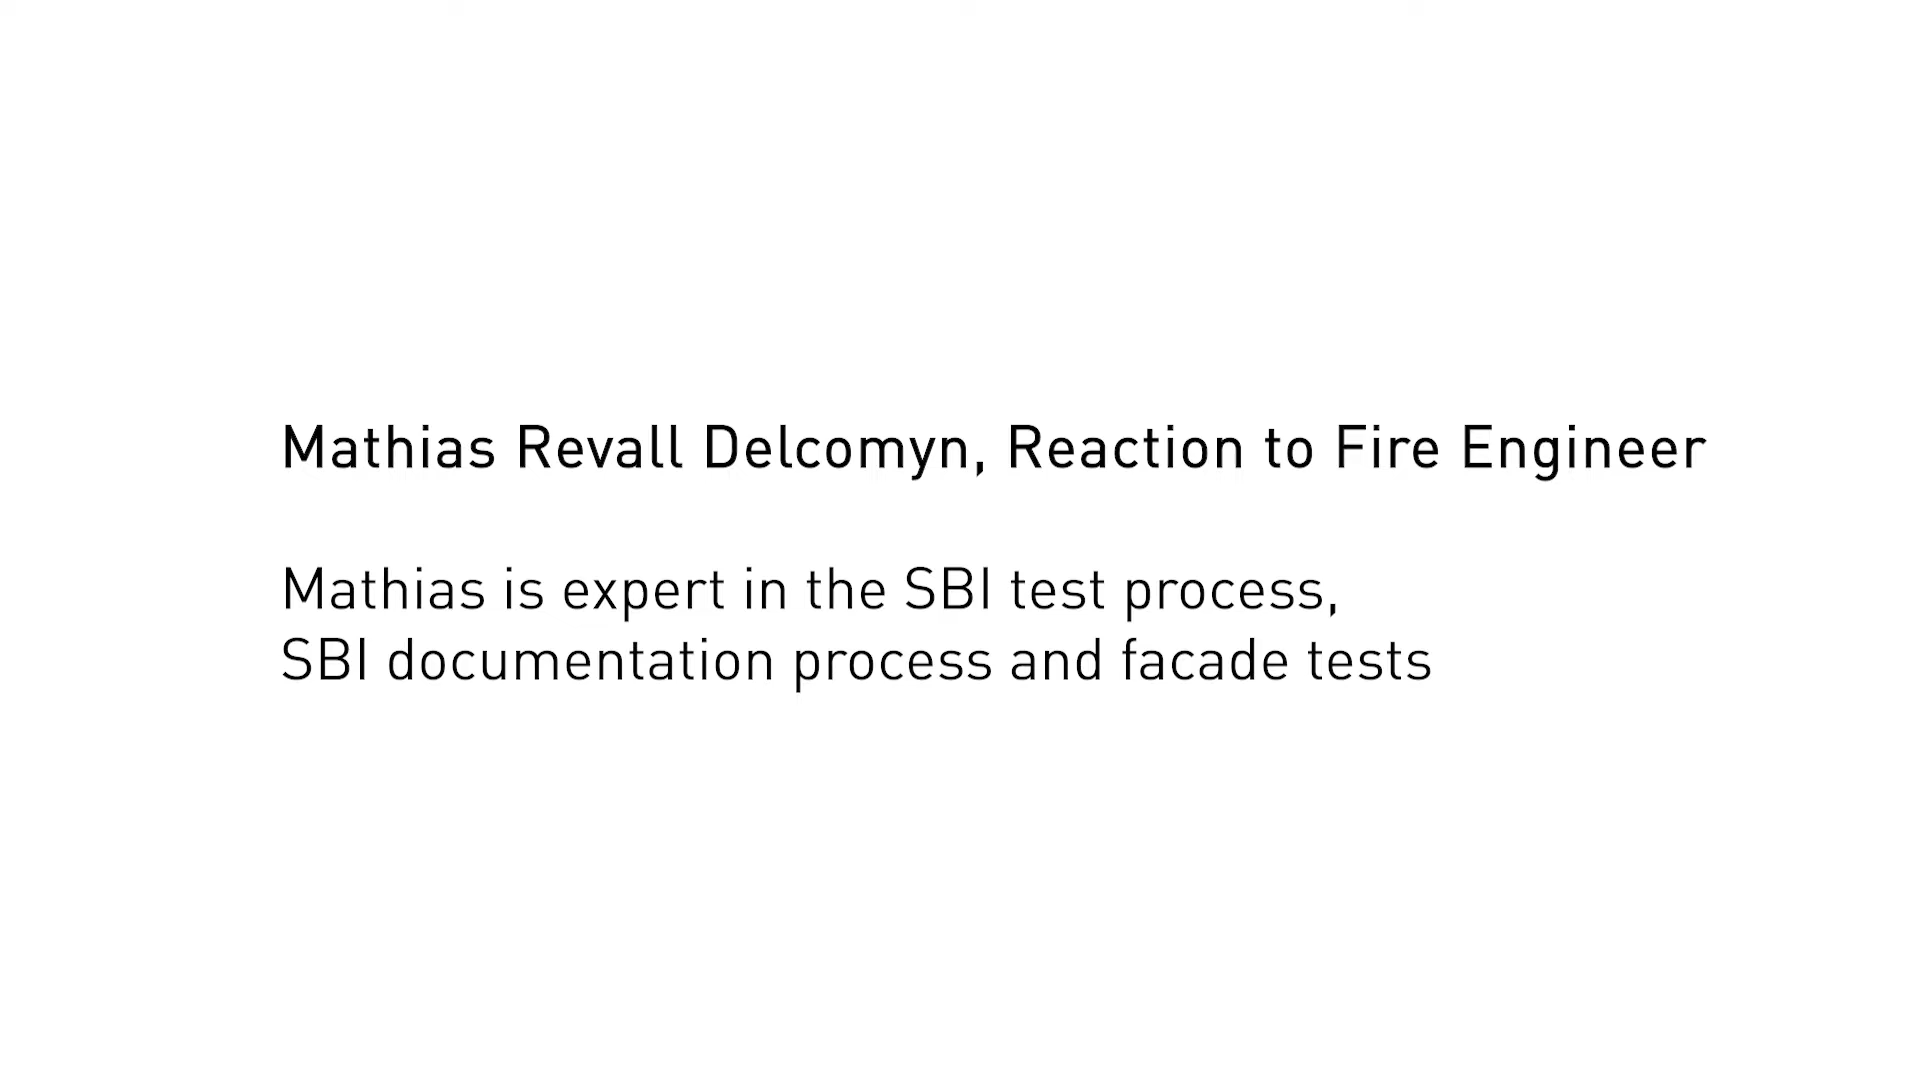 Mathias Revall Delcomyn, Reaction to Fire Engineer
Mathias is expert in the SBI test process,
SBI documentation process and facade tests